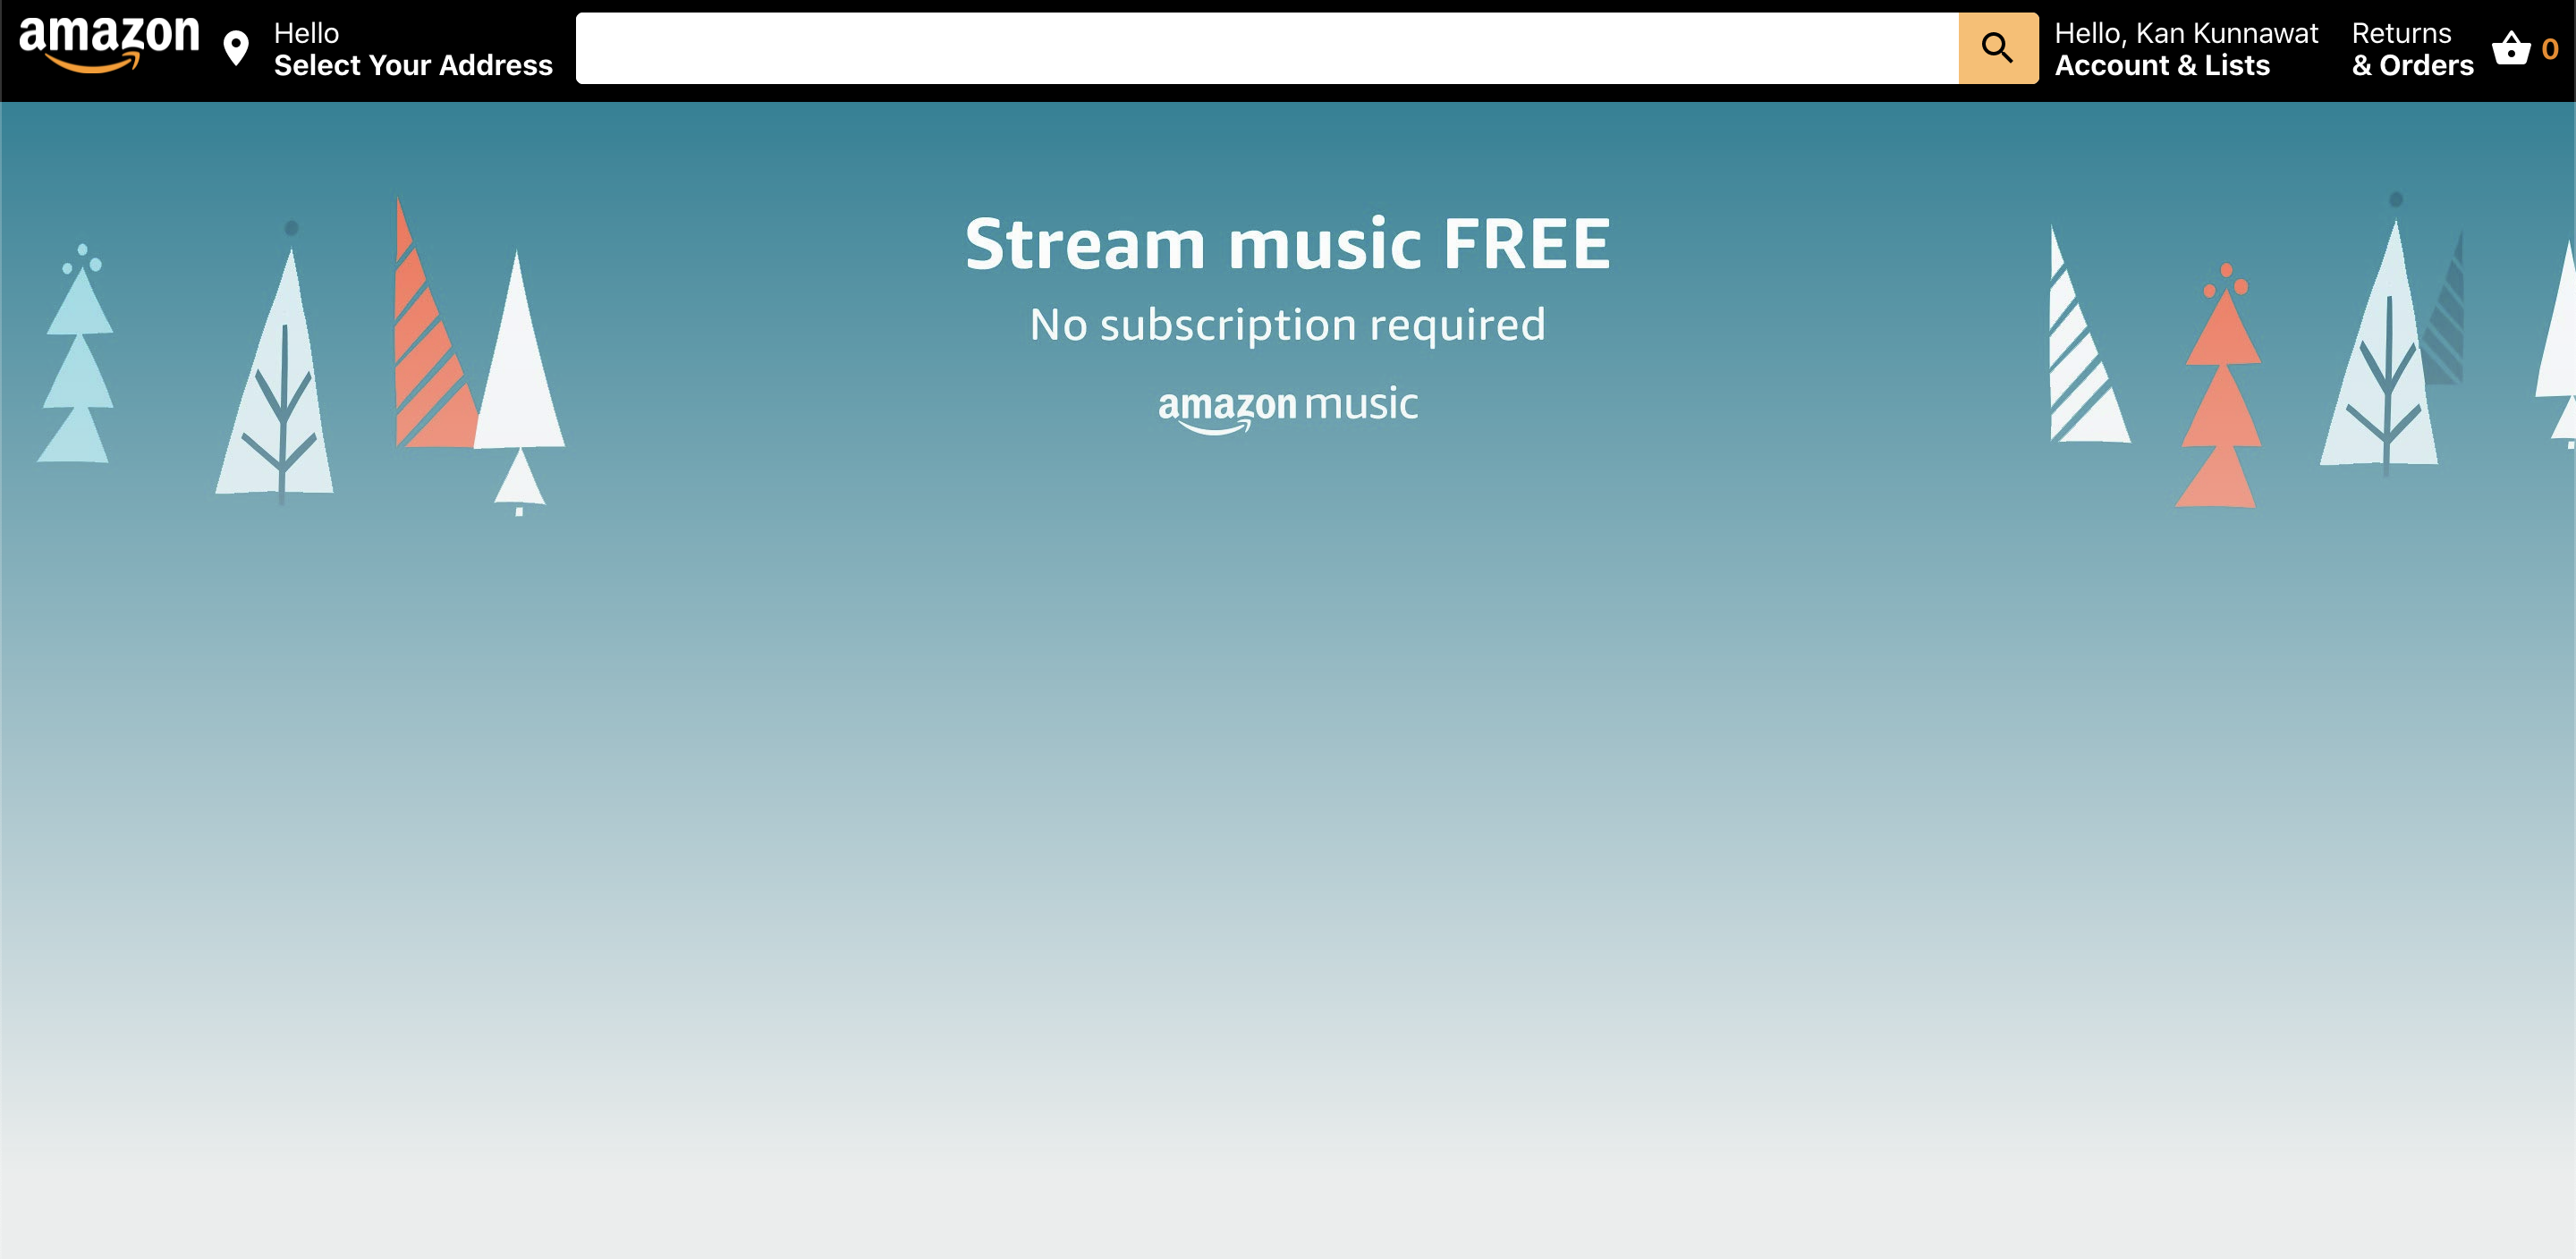 amazon
Hello
Select Your Address
Hello, Kan Kunnawat
Account & Lists
Returns
& Orders
0
Stream music FREE
No subscription required
amazon music